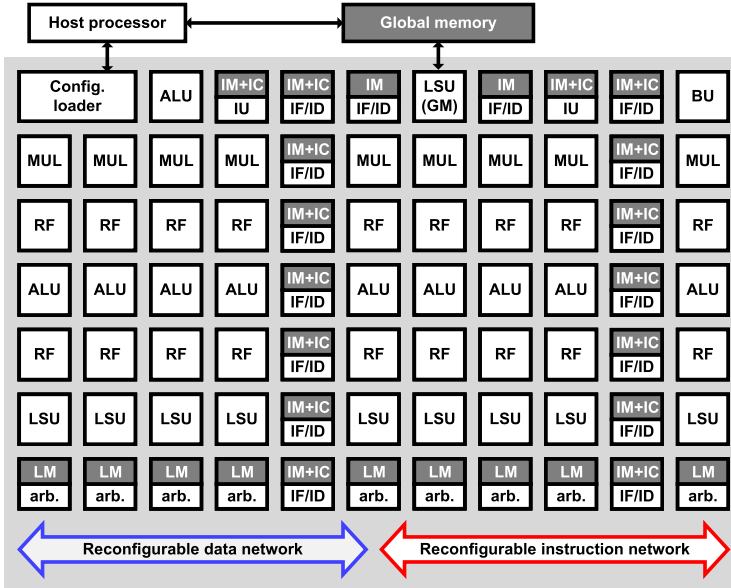 Host processor
Global memory
Config. loader ALU IM+IC IU IM+IC IF/ID IM IF/ID LSU (GM) IM IF/ID IM+IC IU IM+IC IF/ID BU
MUL MUL MUL MUL IM+IC IF/ID MUL MUL MUL MUL IM+IC IF/ID MUL
RF RF RF RF IM+IC IF/ID RF RF RF RF IM+IC IF/ID RF
ALU ALU ALU ALU IM+IC IF/ID ALU ALU ALU ALU IM+IC IF/ID ALU
RF RF RF RF IM+IC IF/ID RF RF RF RF IM+IC IF/ID RF
LSU LSU LSU LSU IM+IC IF/ID LSU LSU LSU LSU IM+IC IF/ID LSU
LM LM LM LM IM+IC LM LM LM LM IM+IC LM
arb. arb. arb. arb. IF/ID arb. arb. arb. arb. IF/ID arb.
Reconfigurable data network
Reconfigurable instruction network